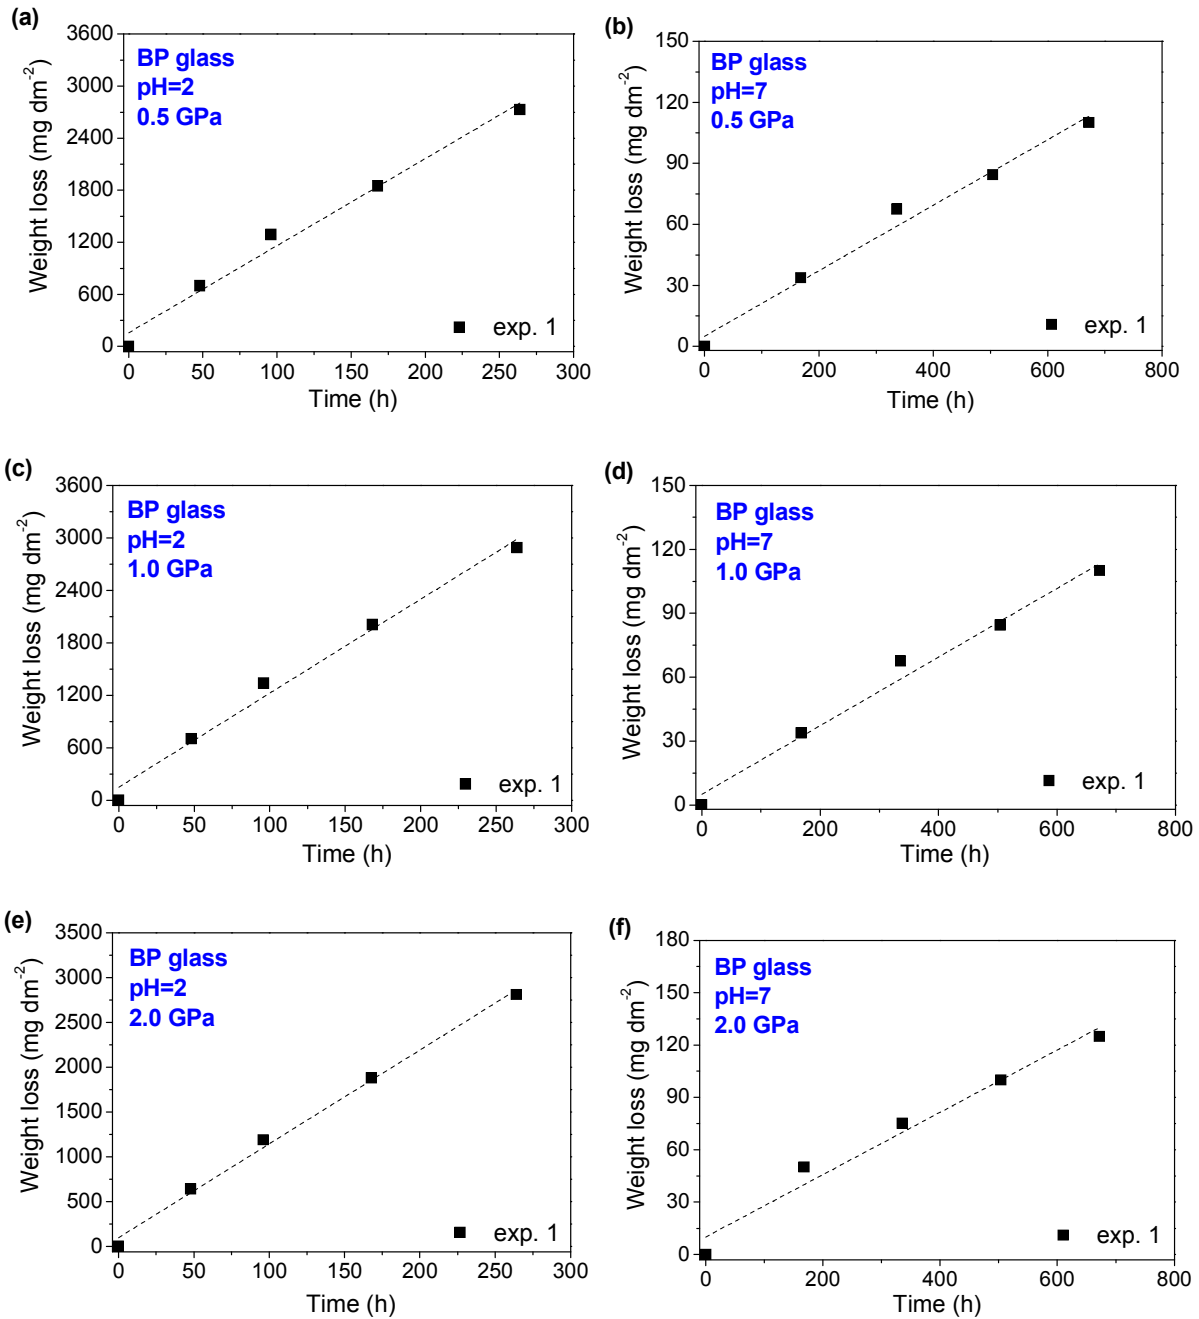 (a)
Weight loss (mg dm-2)
3600
3000
2400
1800
1200
600
0
BP glass
pH=2
0.5 GPa
exp. 1
0 50 100 150 200 250 300
Time (h)
(b)
Weight loss (mg dm-2)
150
120
90
60
30
0
BP glass
pH=7
0.5 GPa
exp. 1
0 200 400 600 800
Time (h)
(c)
Weight loss (mg dm-2)
3600
3000
2400
1800
1200
600
0
BP glass
pH=2
1.0 GPa
exp. 1
0 50 100 150 200 250 300
Time (h)
(d)
Weight loss (mg dm-2)
150
120
90
60
30
0
BP glass
pH=7
1.0 GPa
exp. 1
0 200 400 600 800
Time (h)
(e)
Weight loss (mg dm-2)
3500
3000
2500
2000
1500
1000
500
0
BP glass
pH=2
2.0 GPa
exp. 1
0 50 100 150 200 250 300
Time (h)
(f)
Weight loss (mg dm-2)
180
150
120
90
60
30
0
BP glass
pH=7
2.0 GPa
exp. 1
0 200 400 600 800
Time (h)